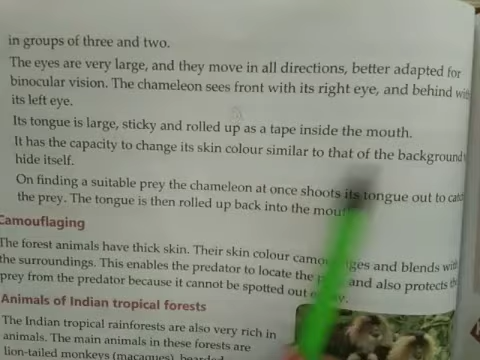 in groups of three and two.
The eyes are very large, and they move in all directions, better adapted for
binocular vision. The chameleon sees front with its right eye, and behind with
its left eye.
Its tongue is large, sticky and rolled up as a tape inside the mouth.
It has the capacity to change its skin colour similar to that of the background
hide itself.
On finding a suitable prey the chameleon at once shoots its tongue out to
the prey. The tongue is then rolled up back into the
Camouflaging
The forest animals have thick skin. Their skin colour and blends with
the surroundings. This enables the predator to locate the and also protects
prey from the predator because it cannot be spotted out
Animals of Indian tropical forests
The Indian tropical rainforests are also very rich in
animals. The main animals in these forests are
lion-tailed monkeys (macaques), bearded